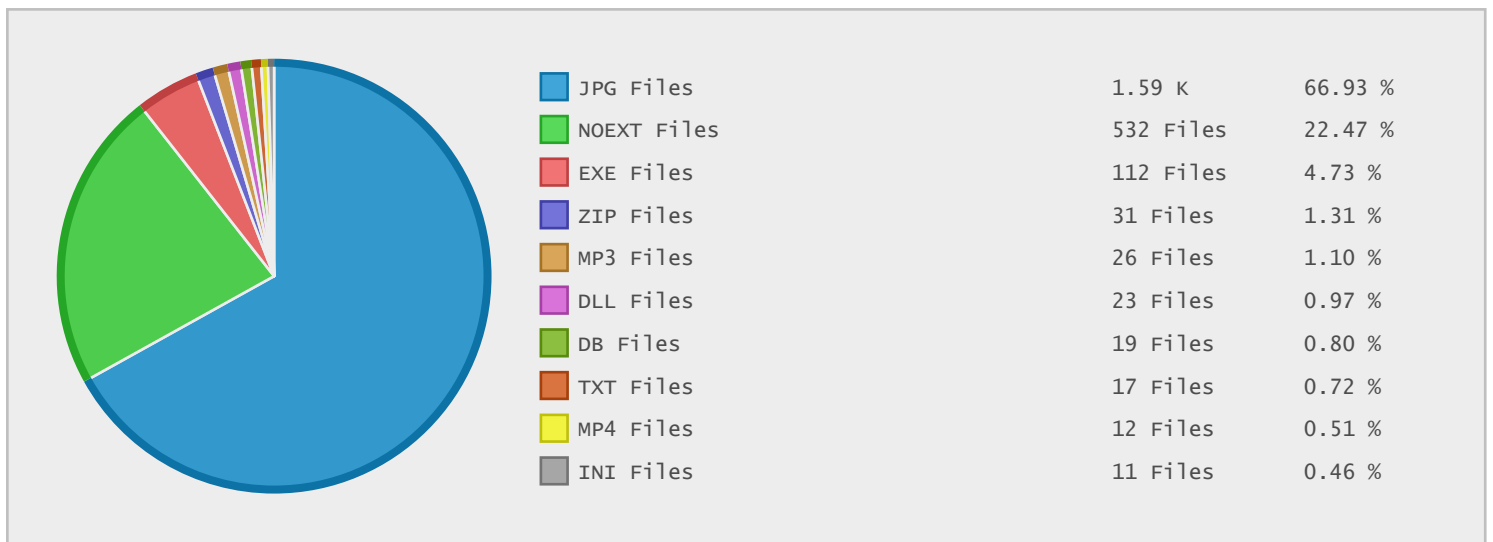 JPG Files 1.59 K 66.93 %
NOEXT Files 532 Files 22.47 %
EXE Files 112 Files 4.73 %
ZIP Files 31 Files 1.31 %
MP3 Files 26 Files 1.10 %
DLL Files 23 Files 0.97 %
DB Files 19 Files 0.80 %
TXT Files 17 Files 0.72 %
MP4 Files 12 Files 0.51 %
INI Files 11 Files 0.46 %